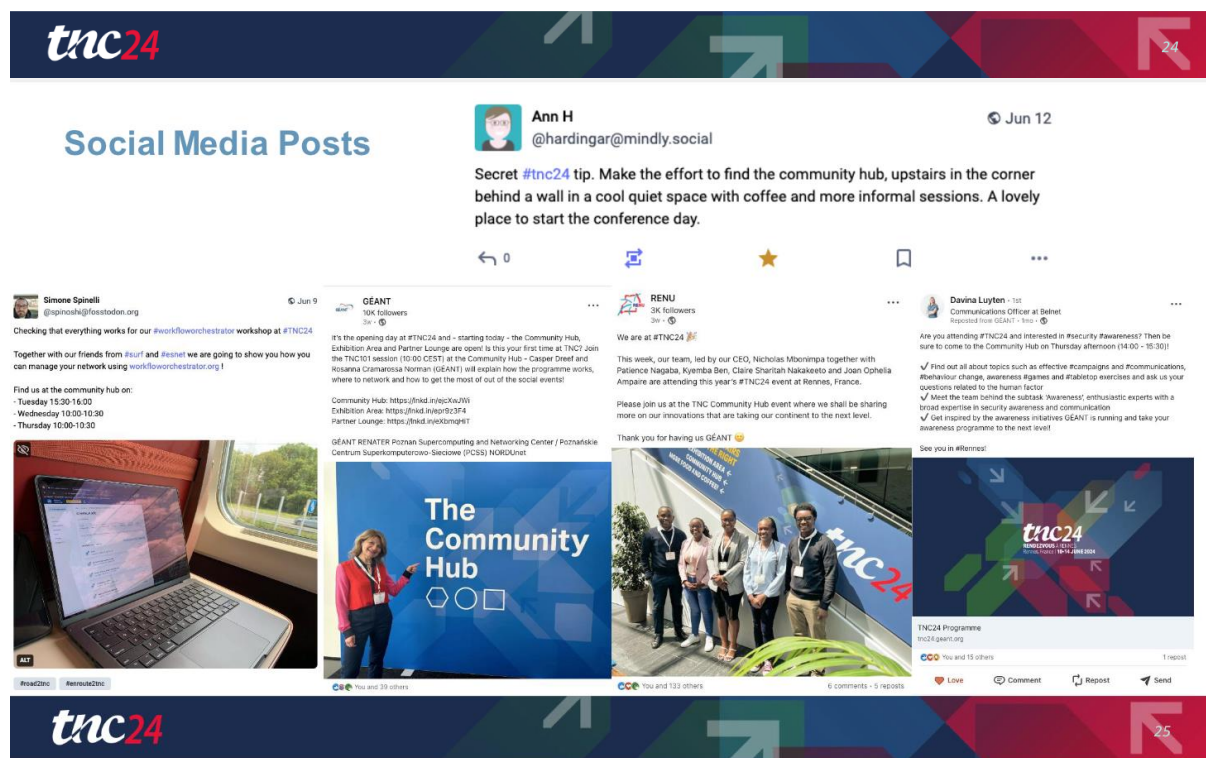 tnc24
24
Social Media Posts
Ann H
@hardingar@mindly.social
Jun 12
Secret #tnc24 tip. Make the effort to find the community hub, upstairs in the corner
behind a wall in a cool quiet space with coffee and more informal sessions. A lovely
place to start the conference day.
0
Simone Spinelli
@spinoshi@fosstodon.org
Jun 9
Checking that everything works for our #workfloworchestrator workshop at #TNC24
Together with our friends from #surf and #esnet we are going to show you how you
can manage your network using workfloworchestrator.org !
Find us at the community hub on:
- Tuesday 15:30-16:00
- Wednesday 10:00-10:30
- Thursday 10:00-10:30
ALT
#road2tnc #enroute2tnc
GÉANT
GÉANT
10K followers
3w
It's the opening day at #TNC24 and - starting today - the Community Hub,
Exhibition Area and Partner Lounge are open! Is this your first time at TNC? Join
the TNC101 session (10:00 CEST) at the Community Hub - Casper Dreef and
Rosanna Cramarossa Norman (GÉANT) will explain how the programme works,
where to network and how to get the most of out of the social events!
Community Hub: https://lnkd.in/ejcXwJWi
Exhibition Area: https://lnkd.in/epr9z3F4
Partner Lounge: https://lnkd.in/eXbmqHiT
GÉANT RENATER Poznan Supercomputing and Networking Center / Poznańskie
Centrum Superkomputerowo-Sieciowe (PCSS) NORDUnet
The
Community
Hub
You and 39 others
RENU
3K followers
3w
We are at #TNC24 🎉
This week, our team, led by our CEO, Nicholas Mbonimpa together with
Patience Nagaba, Kyemba Ben, Claire Sharitah Nakakeeto and Joan Ophelia
Ampaire are attending this year's #TNC24 event at Rennes, France.
Please join us at the TNC Community Hub event where we shall be sharing
more on our innovations that are taking our continent to the next level.
Thank you for having us GÉANT 😊
EXHIBITION AREA
COMMUNITY HUB
MORE FOOD AND COFFEE!
tnc24
You and 133 others
6 comments · 5 reposts
Davina Luyten · 1st
Communications Officer at Belnet
Reposted from GÉANT · 1mo
Are you attending #TNC24 and interested in #security #awareness? Then be
sure to come to the Community Hub on Thursday afternoon (14:00 - 15:30)!
✓ Find out all about topics such as effective #campaigns and #communications,
#behaviour change, awareness #games and #tabletop exercises and ask us your
questions related to the human factor
✓ Meet the team behind the subtask 'Awareness', enthusiastic experts with a
broad expertise in security awareness and communication
✓ Get inspired by the awareness initiatives GÉANT is running and take your
awareness programme to the next level!
See you in #Rennes!
tnc24
RENDEZVOUS À RENNES
Rennes, France | 10-14 JUNE 2024
TNC24 Programme
tnc24.geant.org
You and 15 others
1 repost
Love
Comment
Repost
Send
tnc24
25